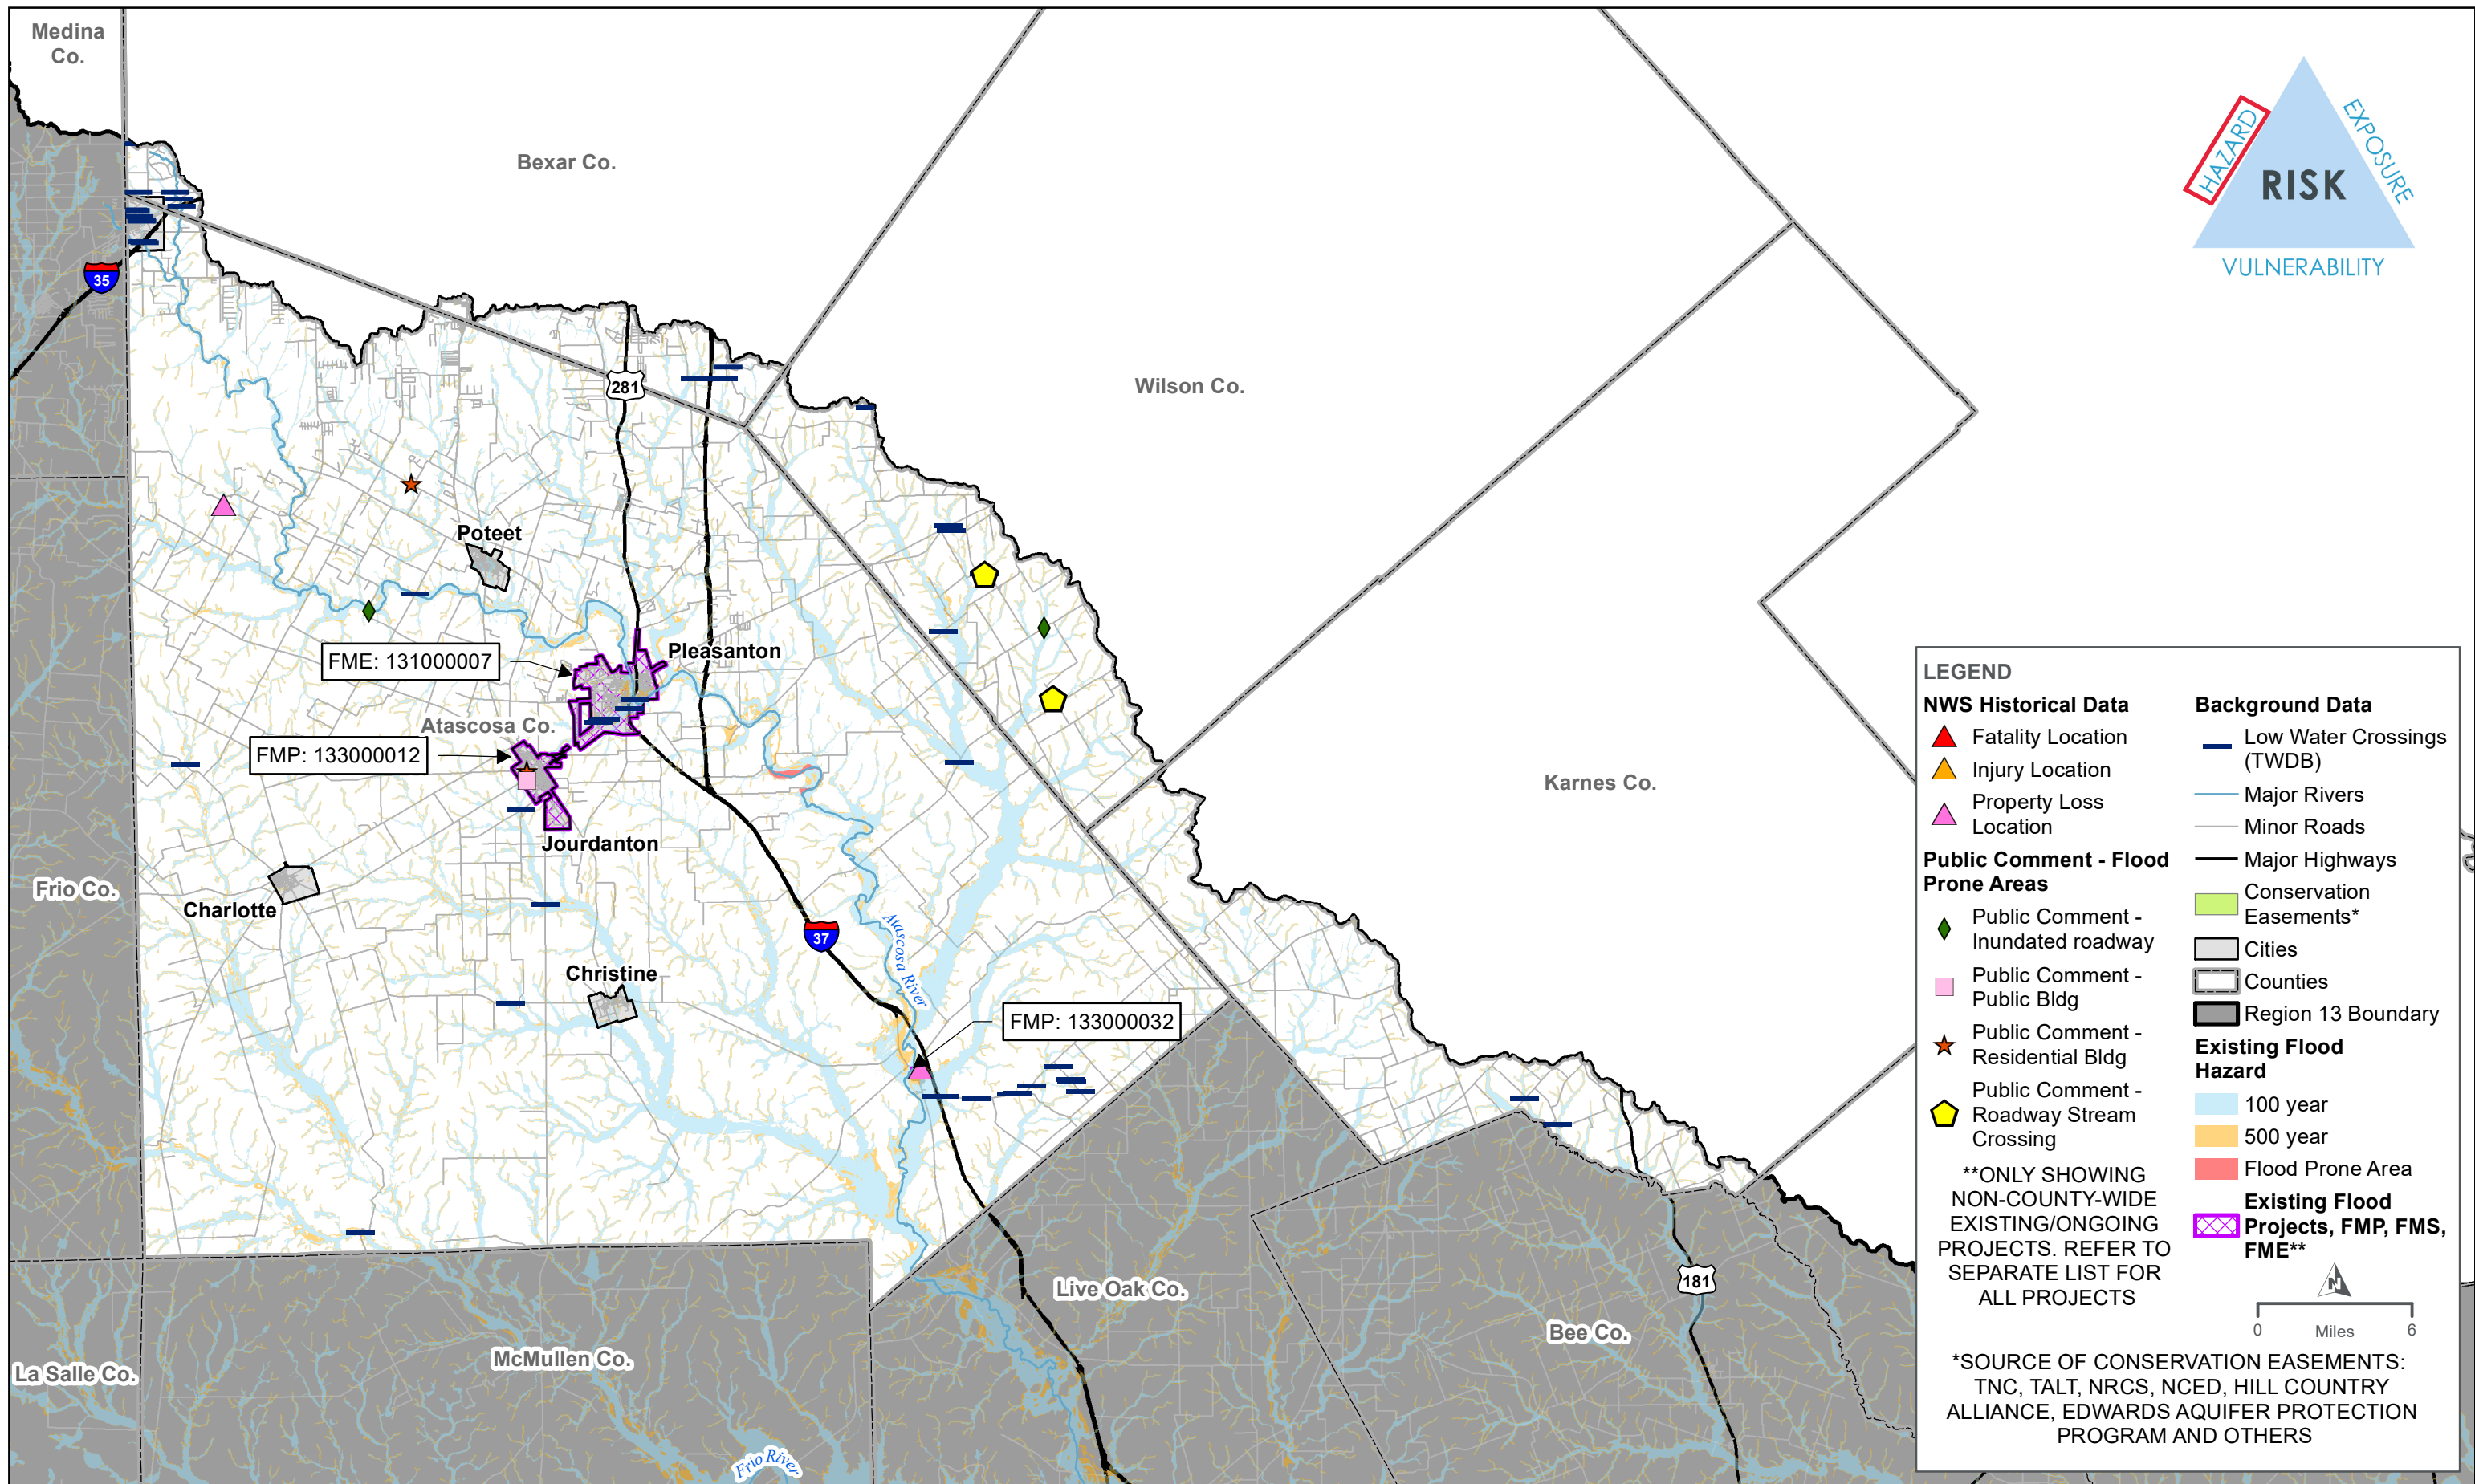 Medina
Co.
Bexar Co.
HAZARD
EXPOSURE
RISK
VULNERABILITY
35
281
Wilson Co.
Poteet
FME: 131000007
Pleasanton
Atascosa Co.
FMP: 133000012
Jourdanton
Karnes Co.
Frio Co.
Charlotte
37
Atascosa River
Christine
FMP: 133000032
Live Oak Co.
181
Bee Co.
McMullen Co.
La Salle Co.
Frio River
LEGEND
NWS Historical Data
Fatality Location
Injury Location
Property Loss
Location
Public Comment - Flood
Prone Areas
Public Comment -
Inundated roadway
Public Comment -
Public Bldg
Public Comment -
Residential Bldg
Public Comment -
Roadway Stream
Crossing
**ONLY SHOWING
NON-COUNTY-WIDE
EXISTING/ONGOING
PROJECTS. REFER TO
SEPARATE LIST FOR
ALL PROJECTS
Background Data
Low Water Crossings
(TWDB)
Major Rivers
Minor Roads
Major Highways
Conservation
Easements*
Cities
Counties
Region 13 Boundary
Existing Flood
Hazard
100 year
500 year
Flood Prone Area
Existing Flood
Projects, FMP, FMS,
FME**
N
0 Miles 6
*SOURCE OF CONSERVATION EASEMENTS:
TNC, TALT, NRCS, NCED, HILL COUNTRY
ALLIANCE, EDWARDS AQUIFER PROTECTION
PROGRAM AND OTHERS